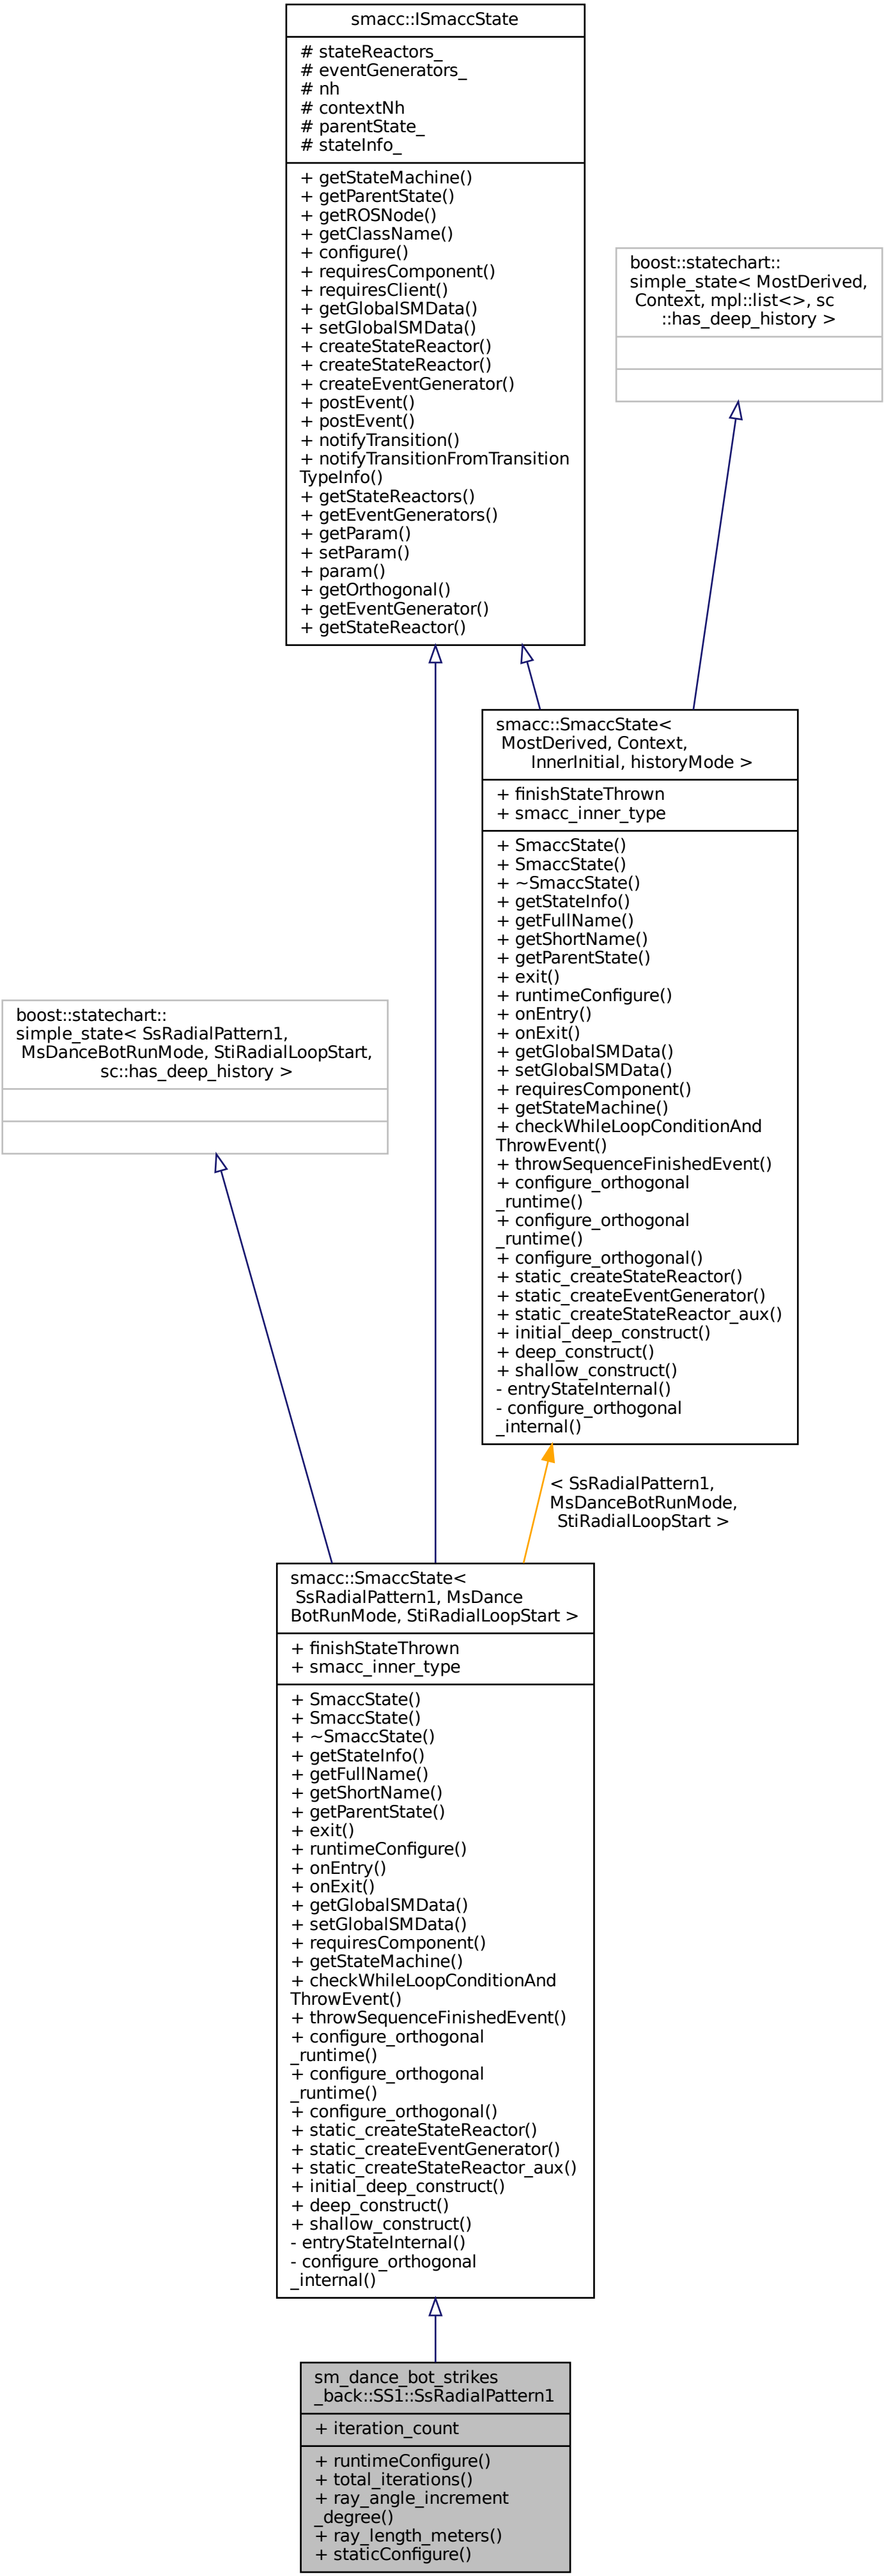 smacc::ISmaccState
# stateReactors_
# eventGenerators_
# nh
# contextNh
# parentState_
# stateInfo_
+ getStateMachine()
+ getParentState()
+ getROSNode()
+ getClassName()
+ configure()
+ requiresComponent()
+ requiresClient()
+ getGlobalSMData()
+ setGlobalSMData()
+ createStateReactor()
+ createStateReactor()
+ createEventGenerator()
+ postEvent()
+ postEvent()
+ notifyTransition()
+ notifyTransitionFromTransition
TypeInfo()
+ getStateReactors()
+ getEventGenerators()
+ getParam()
+ setParam()
+ param()
+ getOrthogonal()
+ getEventGenerator()
+ getStateReactor()
boost::statechart::
simple_state< MostDerived,
Context, mpl::list<>, sc
::has_deep_history >
smacc::SmaccState<
MostDerived, Context,
InnerInitial, historyMode >
+ finishStateThrown
+ smacc_inner_type
+ SmaccState()
+ SmaccState()
+ ~SmaccState()
+ getStateInfo()
+ getFullName()
+ getShortName()
+ getParentState()
+ exit()
+ runtimeConfigure()
+ onEntry()
+ onExit()
+ getGlobalSMData()
+ setGlobalSMData()
+ requiresComponent()
+ getStateMachine()
+ checkWhileLoopConditionAnd
ThrowEvent()
+ throwSequenceFinishedEvent()
+ configure_orthogonal
_runtime()
+ configure_orthogonal
_runtime()
+ configure_orthogonal()
+ static_createStateReactor()
+ static_createEventGenerator()
+ static_createStateReactor_aux()
+ initial_deep_construct()
+ deep_construct()
+ shallow_construct()
- entryStateInternal()
- configure_orthogonal
_internal()
boost::statechart::
simple_state< SsRadialPattern1,
MsDanceBotRunMode, StiRadialLoopStart,
sc::has_deep_history >
< SsRadialPattern1,
MsDanceBotRunMode,
StiRadialLoopStart >
smacc::SmaccState<
SsRadialPattern1, MsDance
BotRunMode, StiRadialLoopStart >
+ finishStateThrown
+ smacc_inner_type
+ SmaccState()
+ SmaccState()
+ ~SmaccState()
+ getStateInfo()
+ getFullName()
+ getShortName()
+ getParentState()
+ exit()
+ runtimeConfigure()
+ onEntry()
+ onExit()
+ getGlobalSMData()
+ setGlobalSMData()
+ requiresComponent()
+ getStateMachine()
+ checkWhileLoopConditionAnd
ThrowEvent()
+ throwSequenceFinishedEvent()
+ configure_orthogonal
_runtime()
+ configure_orthogonal
_runtime()
+ configure_orthogonal()
+ static_createStateReactor()
+ static_createEventGenerator()
+ static_createStateReactor_aux()
+ initial_deep_construct()
+ deep_construct()
+ shallow_construct()
- entryStateInternal()
- configure_orthogonal
_internal()
sm_dance_bot_strikes
_back::SS1::SsRadialPattern1
+ iteration_count
+ runtimeConfigure()
+ total_iterations()
+ ray_angle_increment
_degree()
+ ray_length_meters()
+ staticConfigure()